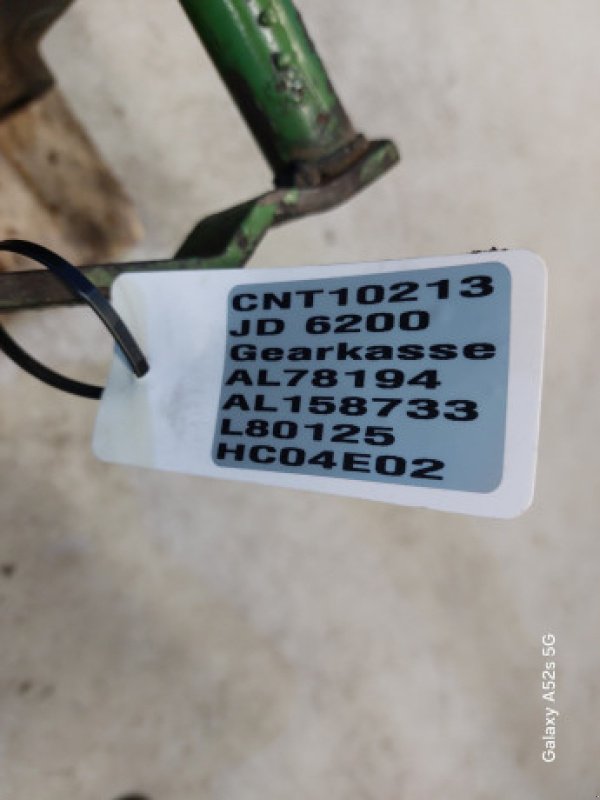 CNT10213
JD 6200
Gearkasse
AL78194
AL158733
L80125
HC04E02
Galaxy A52s 5G